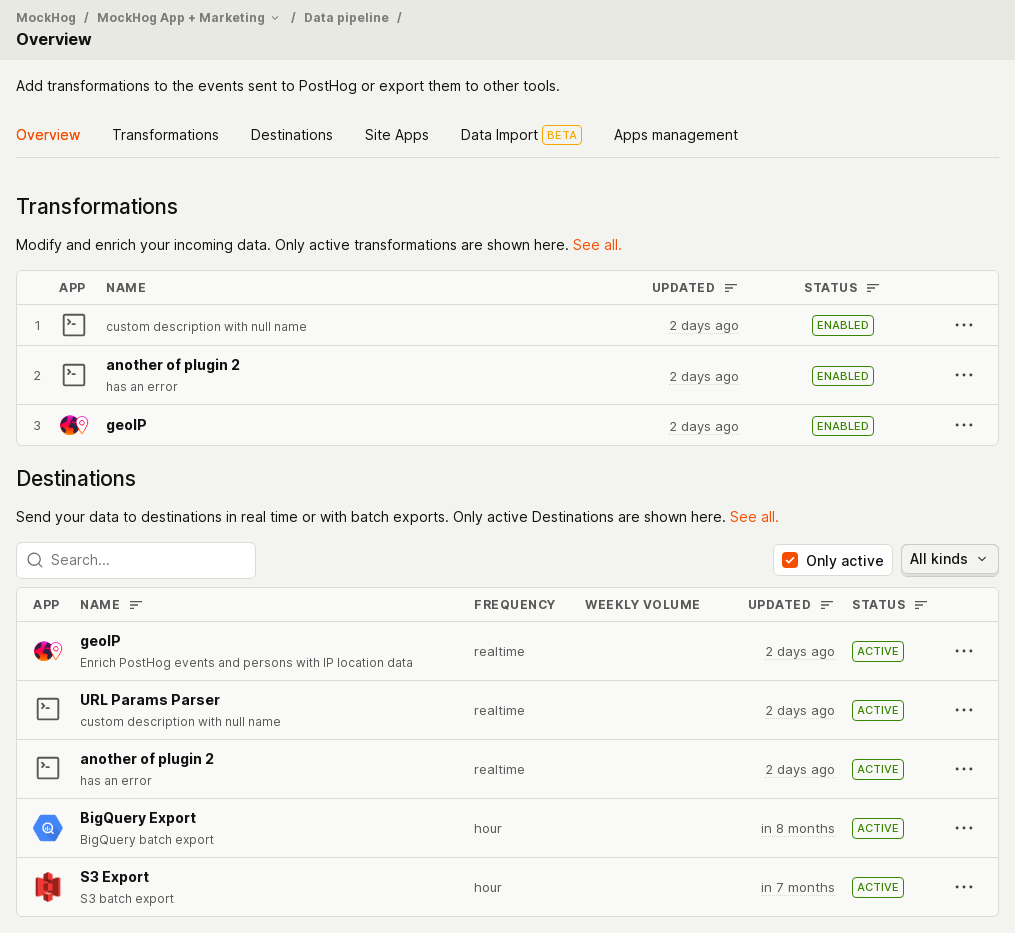 MockHog / MockHog App + Marketing / Data pipeline /
Overview
Add transformations to the events sent to PostHog or export them to other tools.
Overview Transformations Destinations Site Apps Data Import BETA Apps management
Transformations
Modify and enrich your incoming data. Only active transformations are shown here. See all.
APP NAME UPDATED STATUS
1 custom description with null name 2 days ago ENABLED
another of plugin 2
2 2 days ago ENABLED
has an error
3 geoIP 2 days ago ENABLED
Destinations
Send your data to destinations in real time or with batch exports. Only active Destinations are shown here. See all.
Search... Only active All kinds
APP NAME FREQUENCY WEEKLY VOLUME UPDATED STATUS
geoIP
realtime 2 days ago ACTIVE
Enrich PostHog events and persons with IP location data
URL Params Parser
realtime 2 days ago ACTIVE
custom description with null name
another of plugin 2
realtime 2 days ago ACTIVE
has an error
BigQuery Export
hour in 8 months ACTIVE
BigQuery batch export
S3 Export
hour in 7 months ACTIVE
S3 batch export